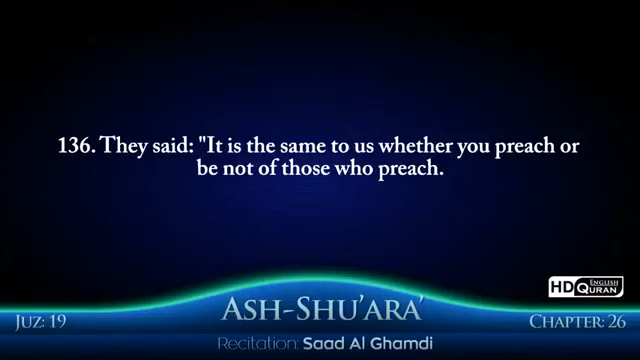 136. They said: "It is the same to us whether you preach or
be not of those who preach.
HD ENGLISH QURAN
JUZ: 19
ASH-SHU'ARA'
CHAPTER: 26
Recitation: Saad Al Ghamdi